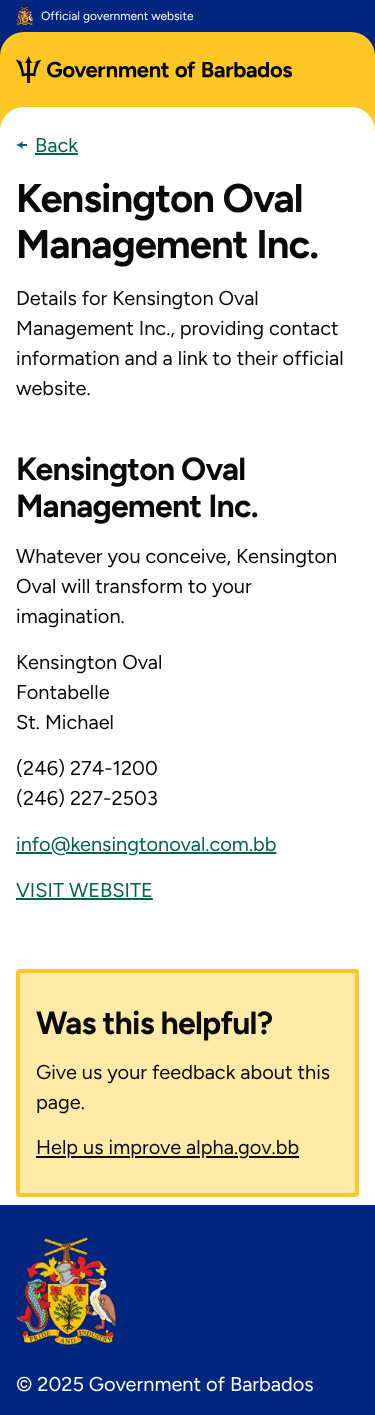 Official government website
Government of Barbados
Back
Kensington Oval
Management Inc.
Details for Kensington Oval
Management Inc., providing contact
information and a link to their official
website.
Kensington Oval
Management Inc.
Whatever you conceive, Kensington
Oval will transform to your
imagination.
Kensington Oval
Fontabelle
St. Michael
(246) 274-1200
(246) 227-2503
info@kensingtonoval.com.bb
VISIT WEBSITE
Was this helpful?
Give us your feedback about this
page.
Help us improve alpha.gov.bb
PRIDE AND INDUSTRY
© 2025 Government of Barbados